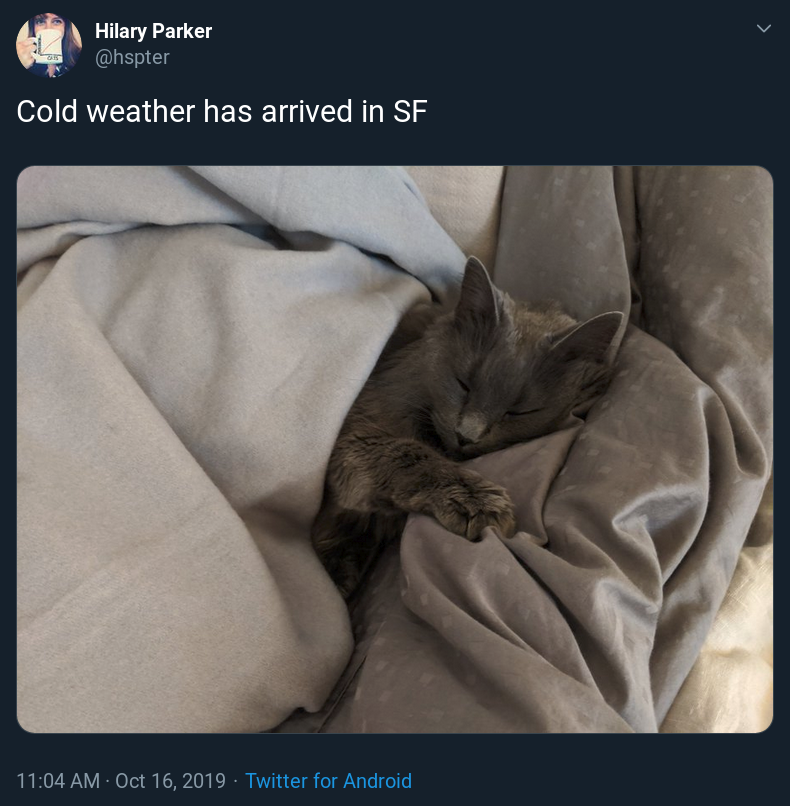 Hilary Parker
@hspter
Cold weather has arrived in SF
11:04 AM · Oct 16, 2019 · Twitter for Android